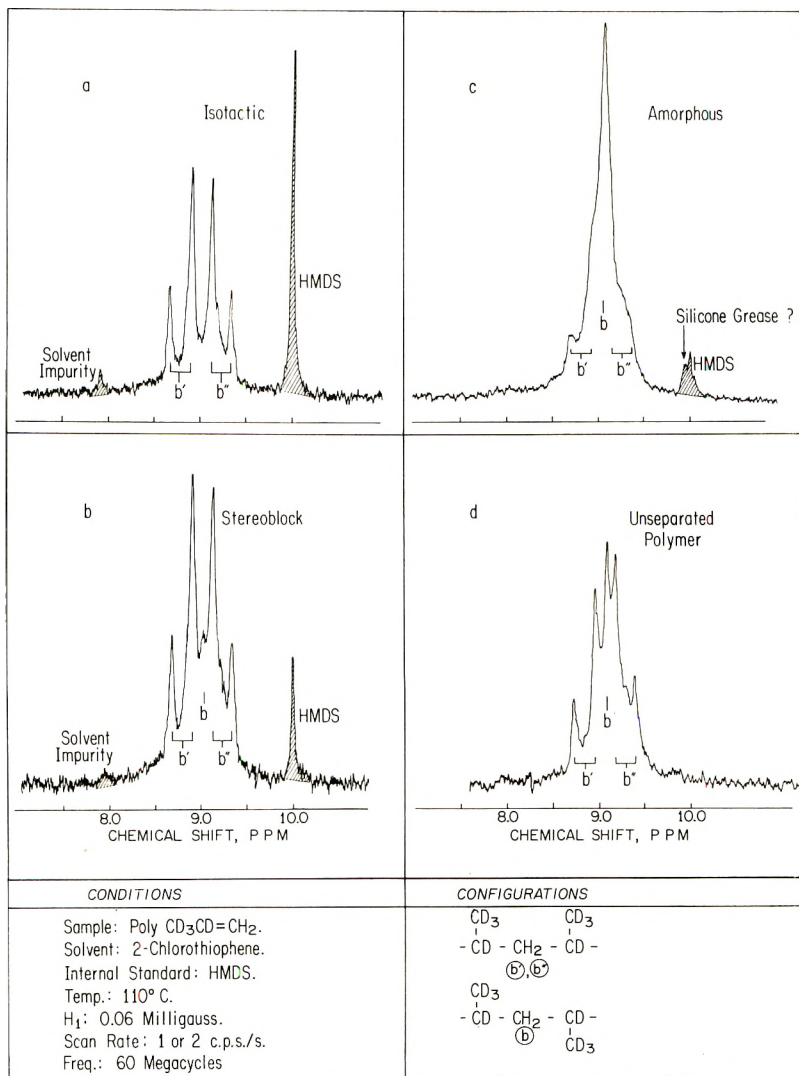 a
Isotactic
HMDS
Solvent
Impurity
b'
b"
c
Amorphous
b
Silicone Grease ?
HMDS
b'
b"
b
Stereoblock
b
HMDS
Solvent
Impurity
b'
b"
8.0 9.0 10.0
CHEMICAL SHIFT, P P M
d
Unseparated
Polymer
b
b'
b"
8.0 9.0 10.0
CHEMICAL SHIFT, P P M
CONDITIONS
Sample: Poly CD₃CD=CH₂.
Solvent: 2-Chlorothiophene.
Internal Standard: HMDS.
Temp.: 110° C.
H₁: 0.06 Milligauss.
Scan Rate: 1 or 2 c.p.s./s.
Freq.: 60 Megacycles
CONFIGURATIONS
CD₃ CD₃
- CD - CH₂ - CD -
b', b"
CD₃
- CD - CH₂ - CD -
b CD₃